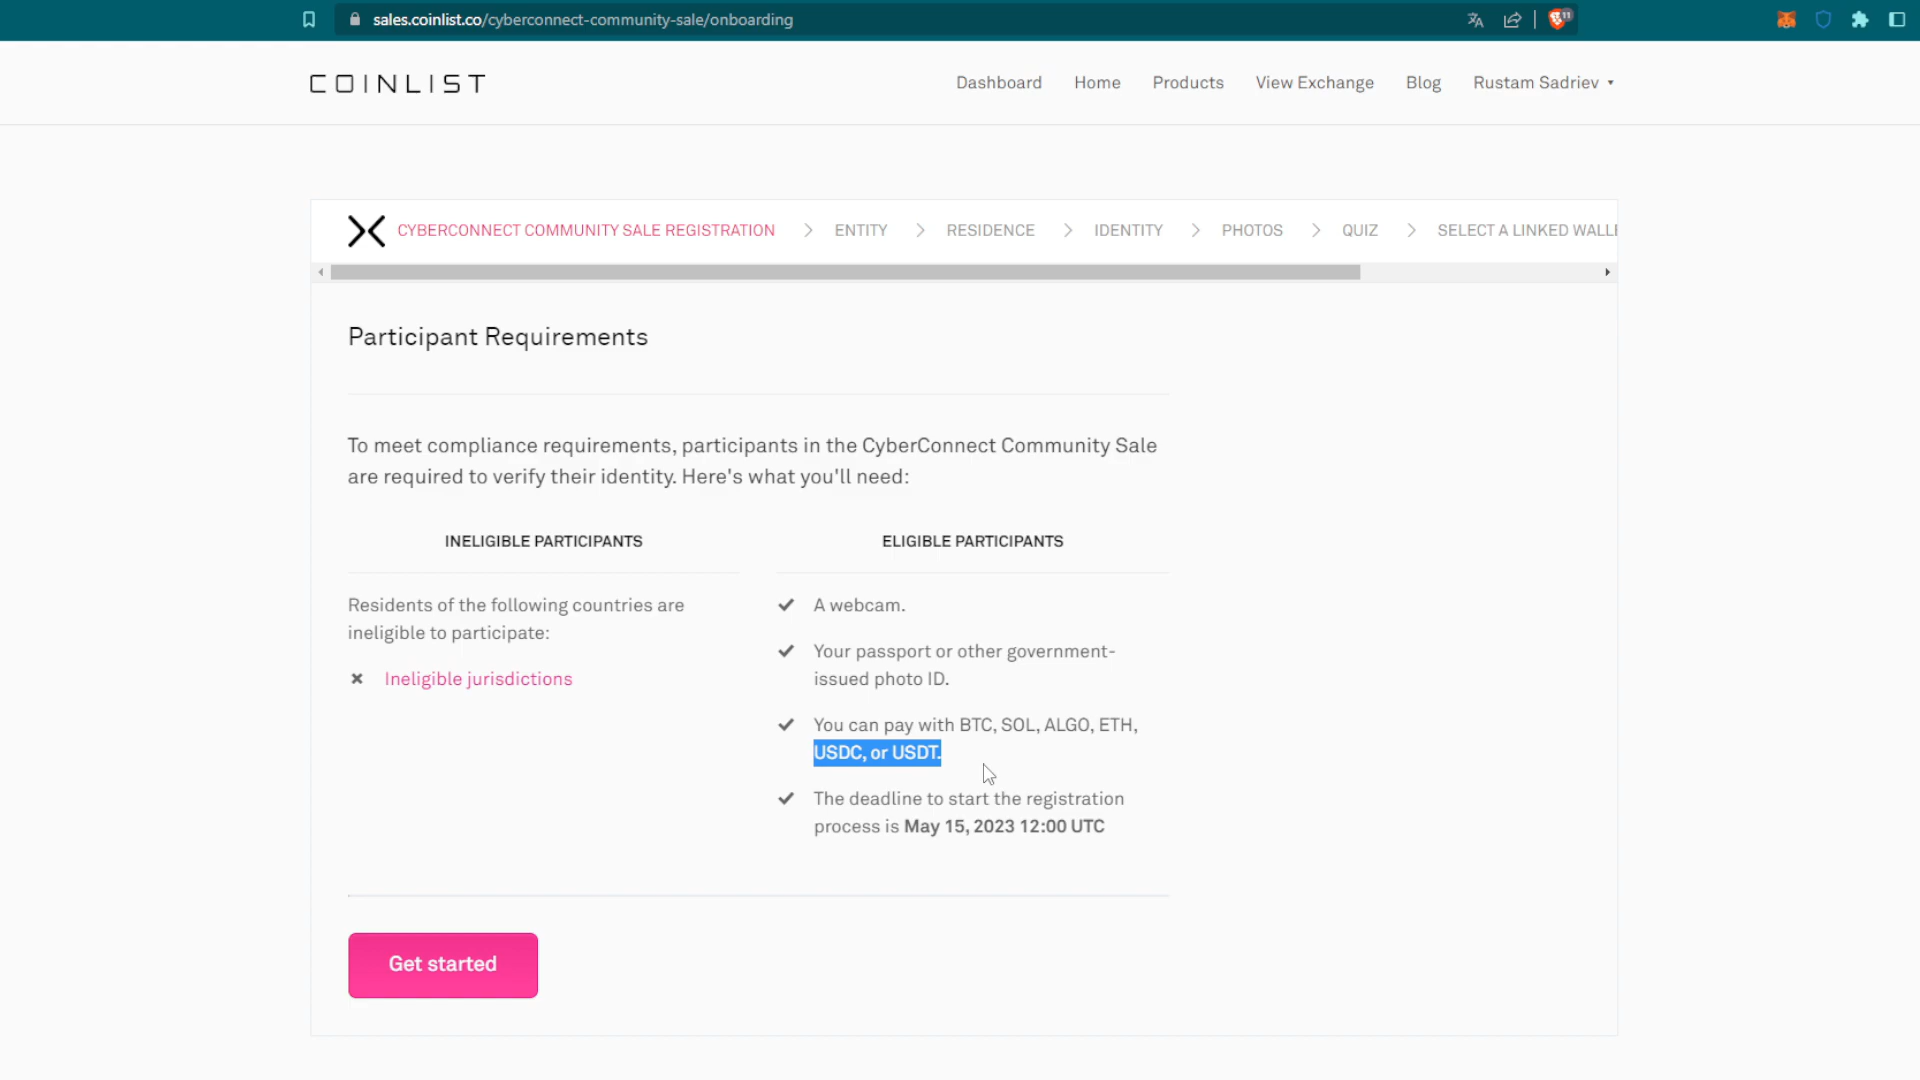 sales.coinlist.co/cyberconnect-community-sale/onboarding
11
COINLIST
Dashboard
Home
Products
View Exchange
Blog
Rustam Sadriev
CYBERCONNECT COMMUNITY SALE REGISTRATION
ENTITY
RESIDENCE
IDENTITY
PHOTOS
QUIZ
SELECT A LINKED WALLE
Participant Requirements
To meet compliance requirements, participants in the CyberConnect Community Sale
are required to verify their identity. Here's what you'll need:
INELIGIBLE PARTICIPANTS
Residents of the following countries are
ineligible to participate:
Ineligible jurisdictions
ELIGIBLE PARTICIPANTS
A webcam.
Your passport or other government-
issued photo ID.
You can pay with BTC, SOL, ALGO, ETH,
USDC, or USDT.
The deadline to start the registration
process is May 15, 2023 12:00 UTC
Get started